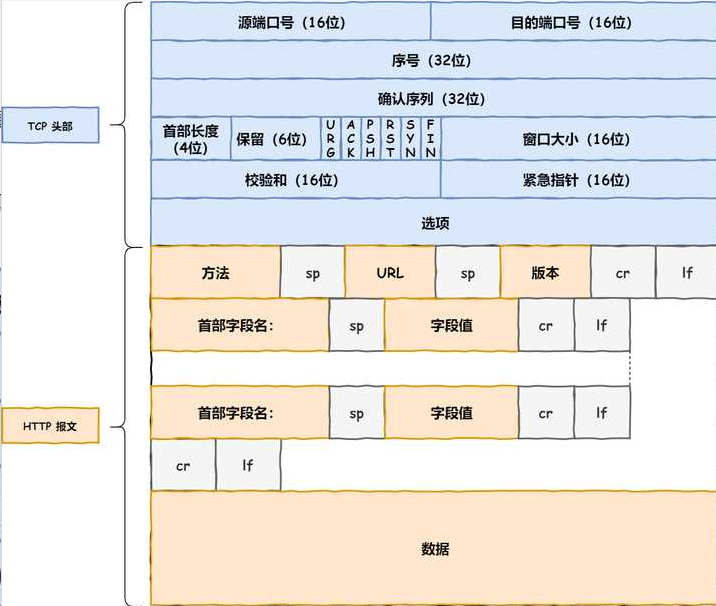 源端口号（16位）
目的端口号（16位）
序号（32位）
确认序列（32位）
TCP 头部
首部长度
（4位）
保留（6位）
URG
ACK
PSH
RST
SYN
FIN
窗口大小（16位）
校验和（16位）
紧急指针（16位）
选项
方法
sp
URL
sp
版本
cr
lf
首部字段名：
sp
字段值
cr
lf
HTTP 报文
首部字段名：
sp
字段值
cr
lf
cr
lf
数据